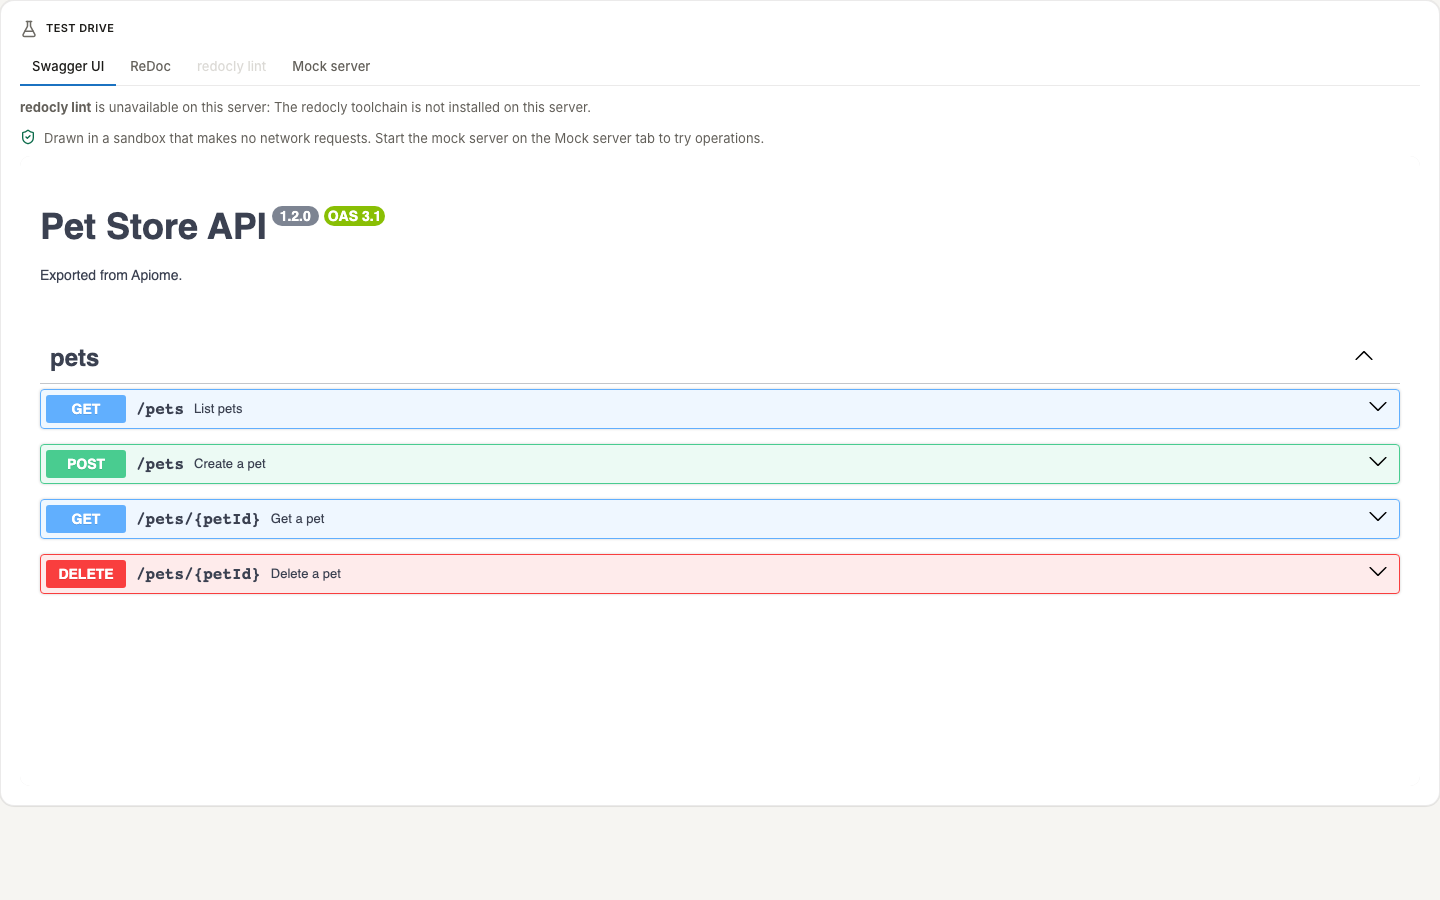 TEST DRIVE
Swagger UI ReDoc redocly lint Mock server
redocly lint is unavailable on this server: The redocly toolchain is not installed on this server.
Drawn in a sandbox that makes no network requests. Start the mock server on the Mock server tab to try operations.
Pet Store API 1.2.0 OAS 3.1
Exported from Apiome.
pets
GET /pets List pets
POST /pets Create a pet
GET /pets/{petId} Get a pet
DELETE /pets/{petId} Delete a pet